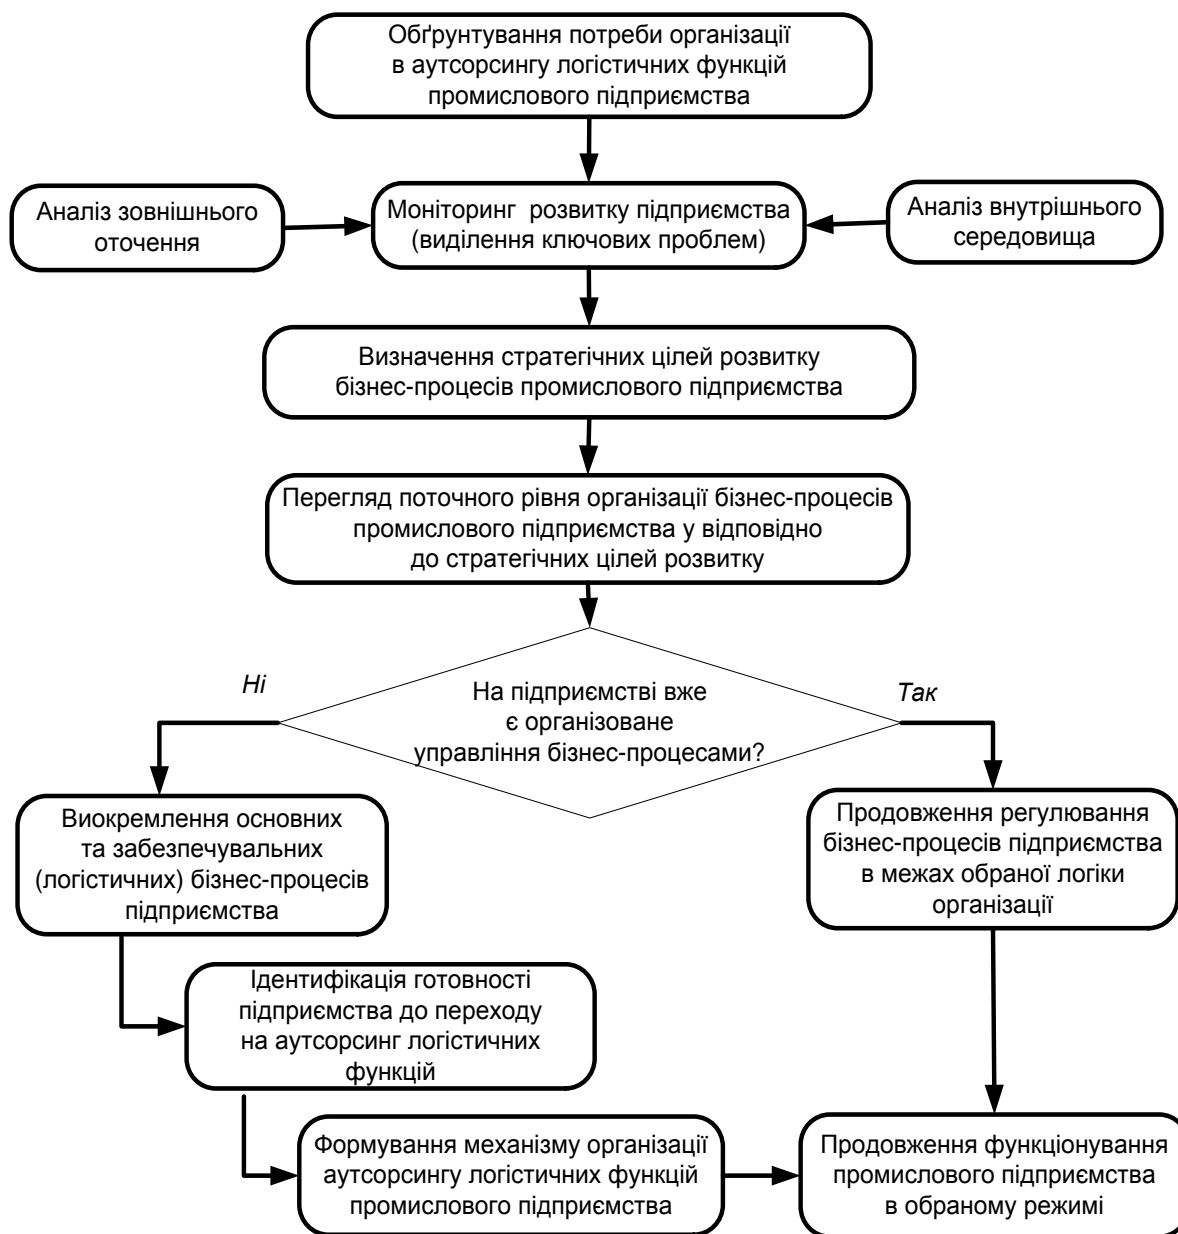 Обґрунтування потреби організації
в аутсорсингу логістичних функцій
промислового підприємства
Аналіз зовнішнього
оточення
Моніторинг розвитку підприємства
(виділення ключових проблем)
Аналіз внутрішнього
середовища
Визначення стратегічних цілей розвитку
бізнес-процесів промислового підприємства
Перегляд поточного рівня організації бізнес-процесів
промислового підприємства у відповідно
до стратегічних цілей розвитку
Ні
На підприємстві вже
є організоване
управління бізнес-процесами?
Так
Виокремлення основних
та забезпечувальних
(логістичних) бізнес-процесів
підприємства
Продовження регулювання
бізнес-процесів підприємства
в межах обраної логіки
організації
Ідентифікація готовності
підприємства до переходу
на аутсорсинг логістичних
функцій
Формування механізму організації
аутсорсингу логістичних функцій
промислового підприємства
Продовження функціонування
промислового підприємства
в обраному режимі